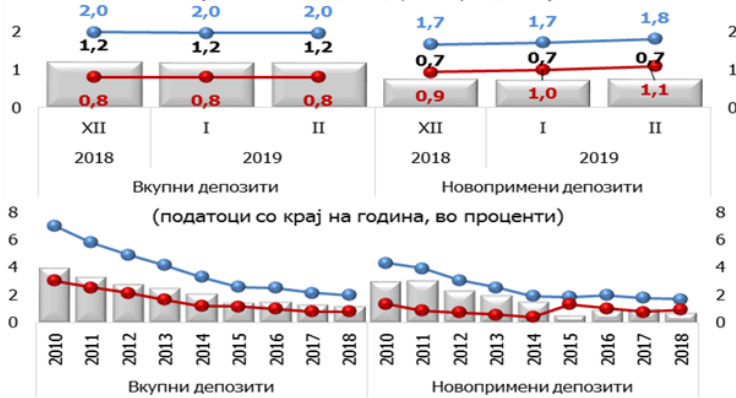 2,0 2,0 2,0 1,7 1,7 1,8
2 2
1,2 1,2 1,2 0,7 0,7 0,7
1 1
0,8 0,8 0,8 0,9 1,0 1,1
0 0
XII I II XII I II
2018 2019 2018 2019
Вкупни депозити Новопримени депозити
(податоци со крај на година, во проценти)
8 8
6 6
4 4
2 2
0 0
2010 2011 2012 2013 2014 2015 2016 2017 2018 2010 2011 2012 2013 2014 2015 2016 2017 2018
Вкупни депозити Новопримени депозити